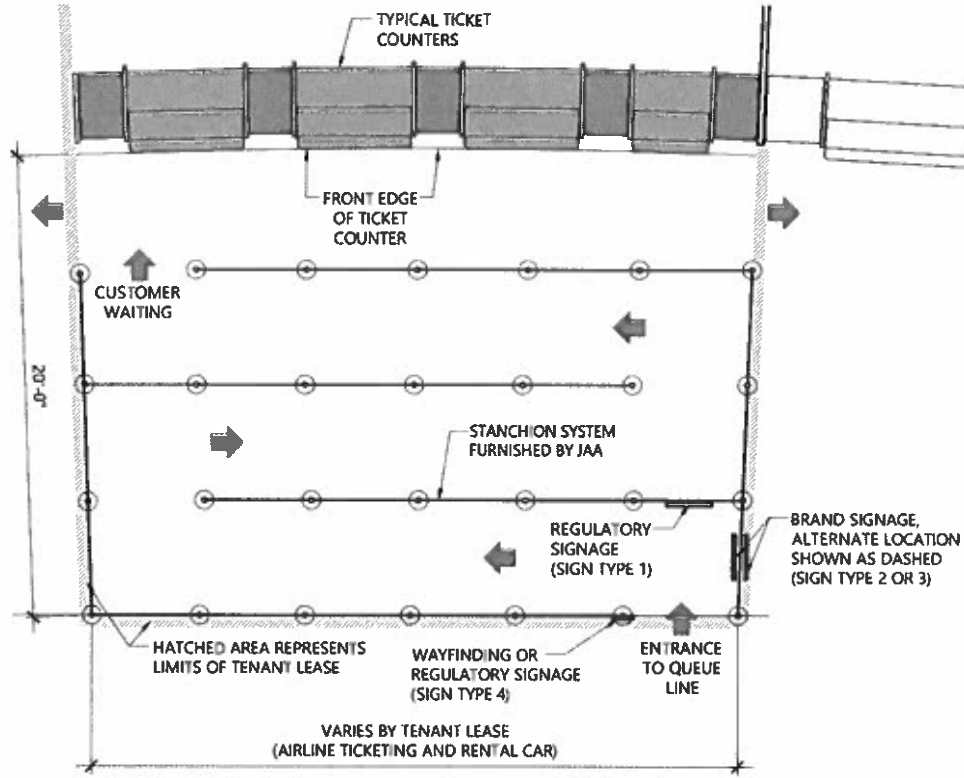 TYPICAL TICKET
COUNTERS
FRONT EDGE
OF TICKET
COUNTER
CUSTOMER
WAITING
20'-0"
STANCHION SYSTEM
FURNISHED BY JAA
REGULATORY
SIGNAGE
(SIGN TYPE 1)
BRAND SIGNAGE,
ALTERNATE LOCATION
SHOWN AS DASHED
(SIGN TYPE 2 OR 3)
HATCHED AREA REPRESENTS
LIMITS OF TENANT LEASE
WAYFINDING OR
REGULATORY SIGNAGE
(SIGN TYPE 4)
ENTRANCE
TO QUEUE
LINE
VARIES BY TENANT LEASE
(AIRLINE TICKETING AND RENTAL CAR)